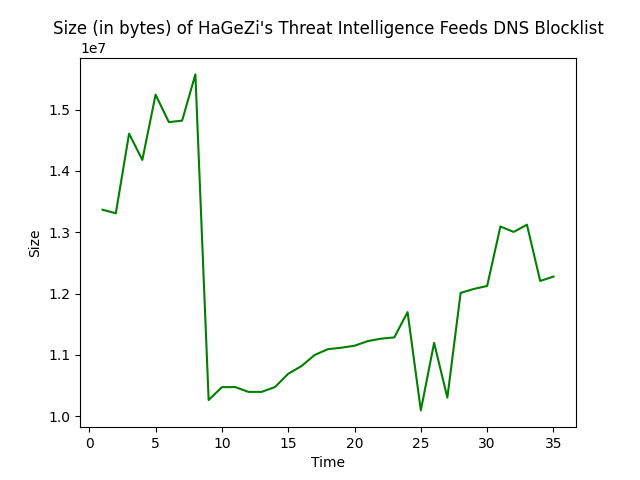 Size (in bytes) of HaGeZi's Threat Intelligence Feeds DNS Blocklist
1e7
1.5
1.4
1.3
1.2
1.1
1.0
Size
0 5 10 15 20 25 30 35
Time